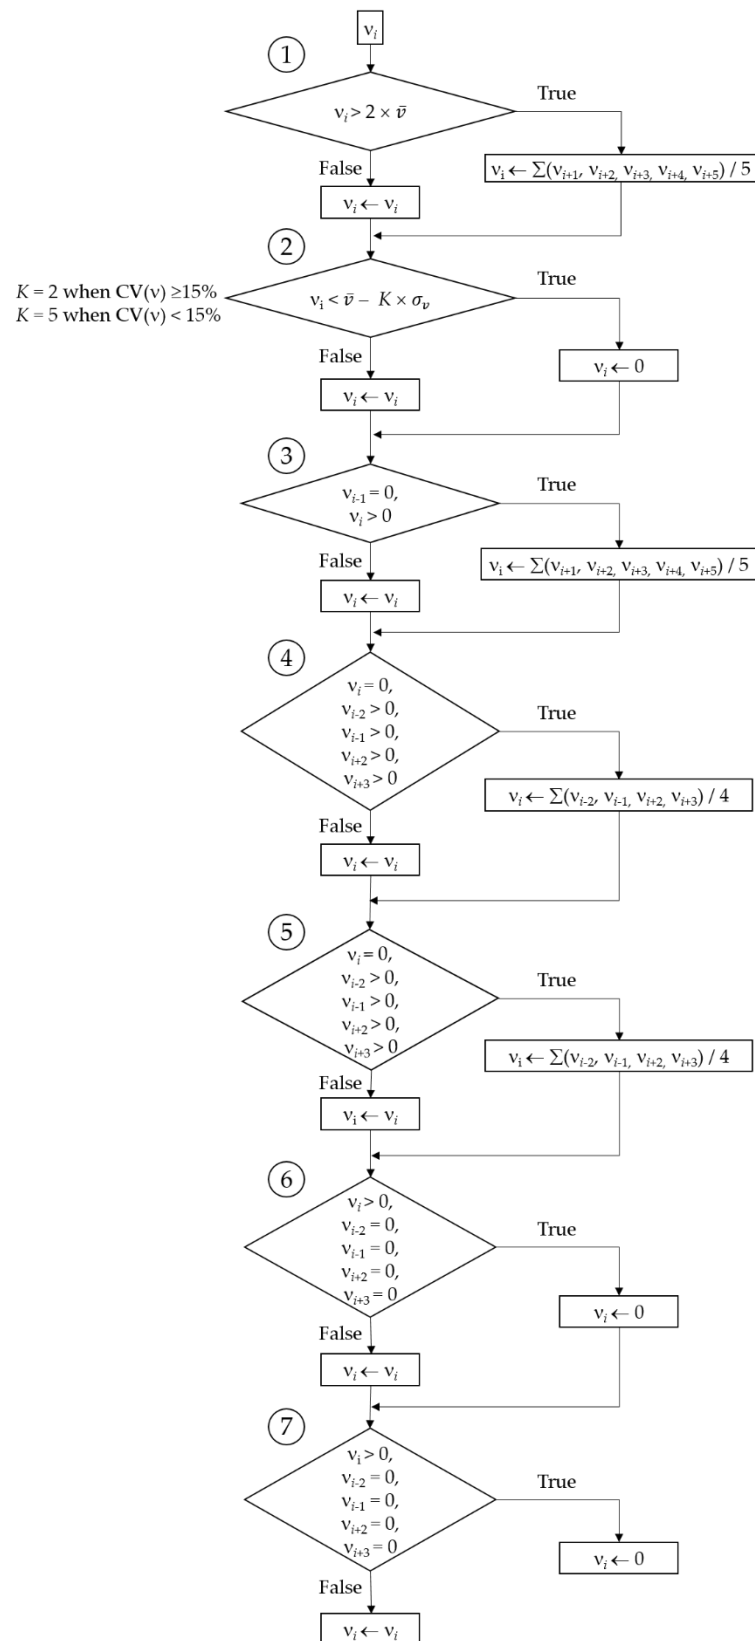 νi
①
νi > 2 × v̄
True
νi ← Σ(νi+1, νi+2, νi+3, νi+4, νi+5) / 5
False
νi ← νi
②
K = 2 when CV(ν) ≥15%
K = 5 when CV(ν) < 15%
νi < v̄ − K × σv
True
νi ← 0
False
νi ← νi
③
νi-1 = 0,
νi > 0
True
νi ← Σ(νi+1, νi+2, νi+3, νi+4, νi+5) / 5
False
νi ← νi
④
νi = 0,
νi-2 > 0,
νi-1 > 0,
νi+2 > 0,
νi+3 > 0
True
νi ← Σ(νi-2, νi-1, νi+2, νi+3) / 4
False
νi ← νi
⑤
νi = 0,
νi-2 > 0,
νi-1 > 0,
νi+2 > 0,
νi+3 > 0
True
νi ← Σ(νi-2, νi-1, νi+2, νi+3) / 4
False
νi ← νi
⑥
νi > 0,
νi-2 = 0,
νi-1 = 0,
νi+2 = 0,
νi+3 = 0
True
νi ← 0
False
νi ← νi
⑦
νi > 0,
νi-2 = 0,
νi-1 = 0,
νi+2 = 0,
νi+3 = 0
True
νi ← 0
False
νi ← νi